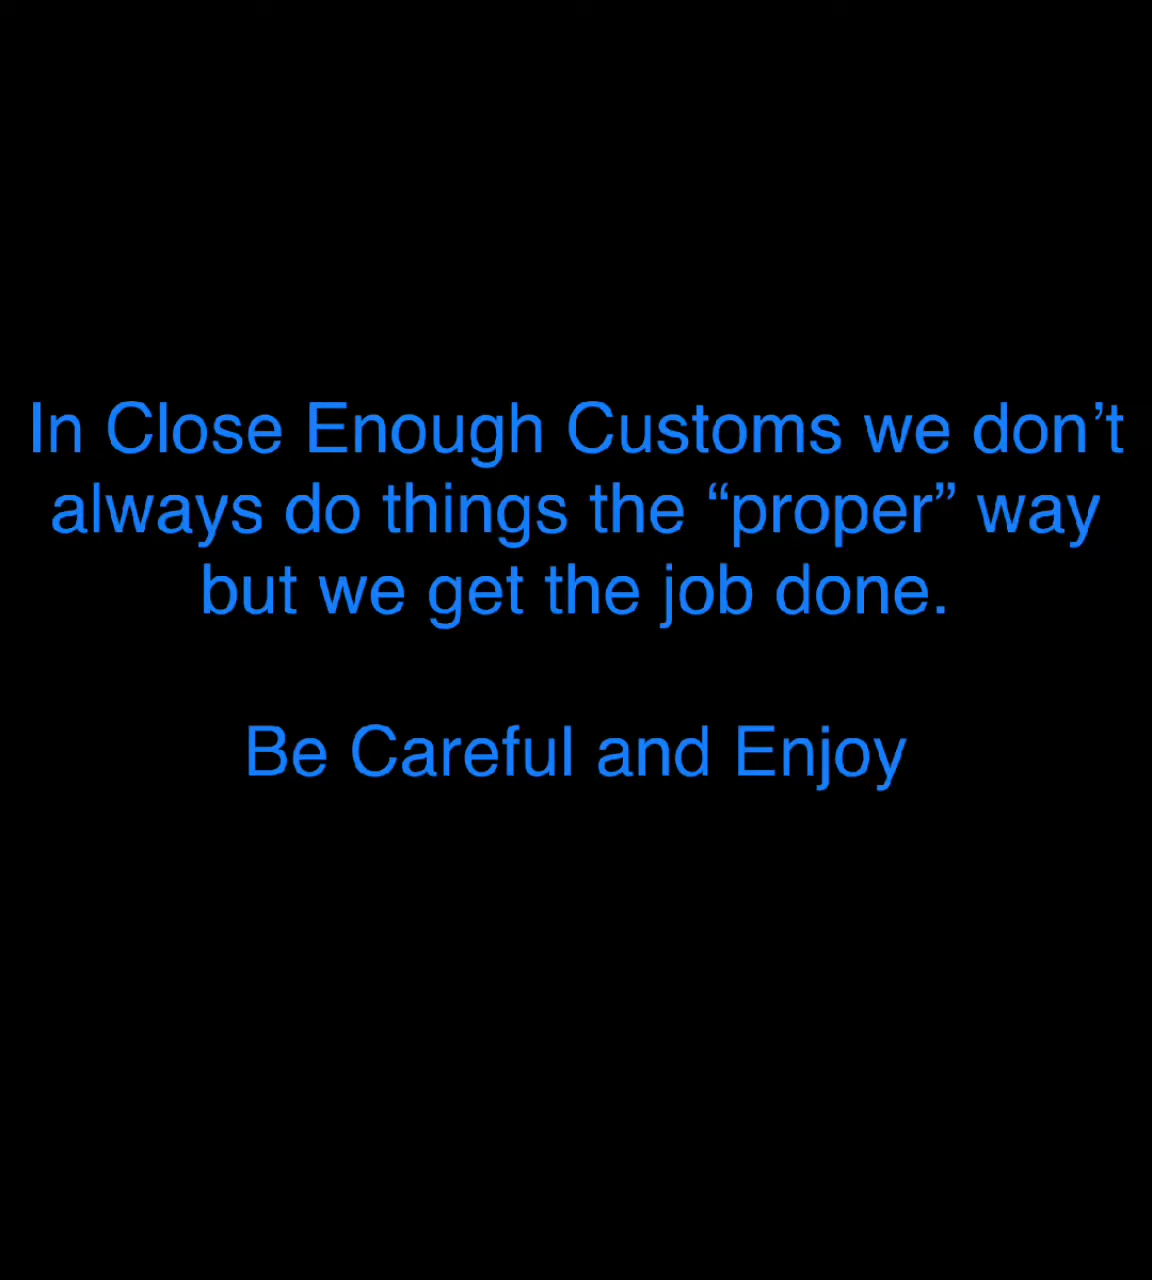 In Close Enough Customs we don’t
always do things the “proper” way
but we get the job done.
Be Careful and Enjoy